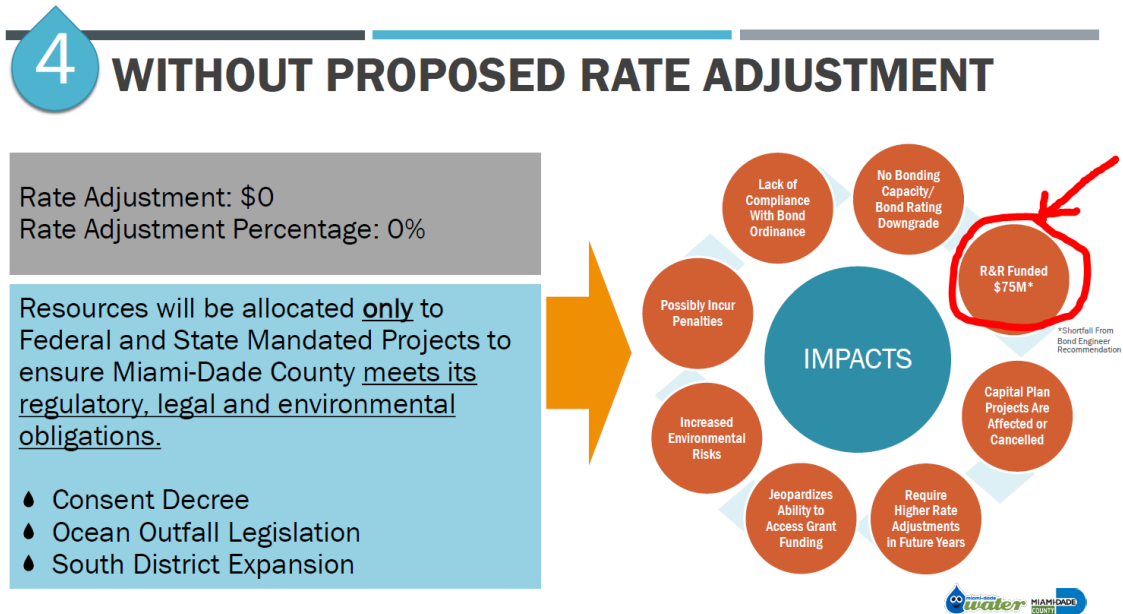 4
WITHOUT PROPOSED RATE ADJUSTMENT
Rate Adjustment: $0
Rate Adjustment Percentage: 0%
Resources will be allocated only to
Federal and State Mandated Projects to
ensure Miami-Dade County meets its
regulatory, legal and environmental
obligations.
Consent Decree
Ocean Outfall Legislation
South District Expansion
IMPACTS
No Bonding
Capacity/
Bond Rating
Downgrade
R&R Funded
$75M*
*Shortfall From
Bond Engineer
Recommendation
Capital Plan
Projects Are
Affected or
Cancelled
Require
Higher Rate
Adjustments
in Future Years
Jeopardizes
Ability to
Access Grant
Funding
Increased
Environmental
Risks
Possibly Incur
Penalties
Lack of
Compliance
With Bond
Ordinance
miami-dade
water
MIAMI-DADE
COUNTY